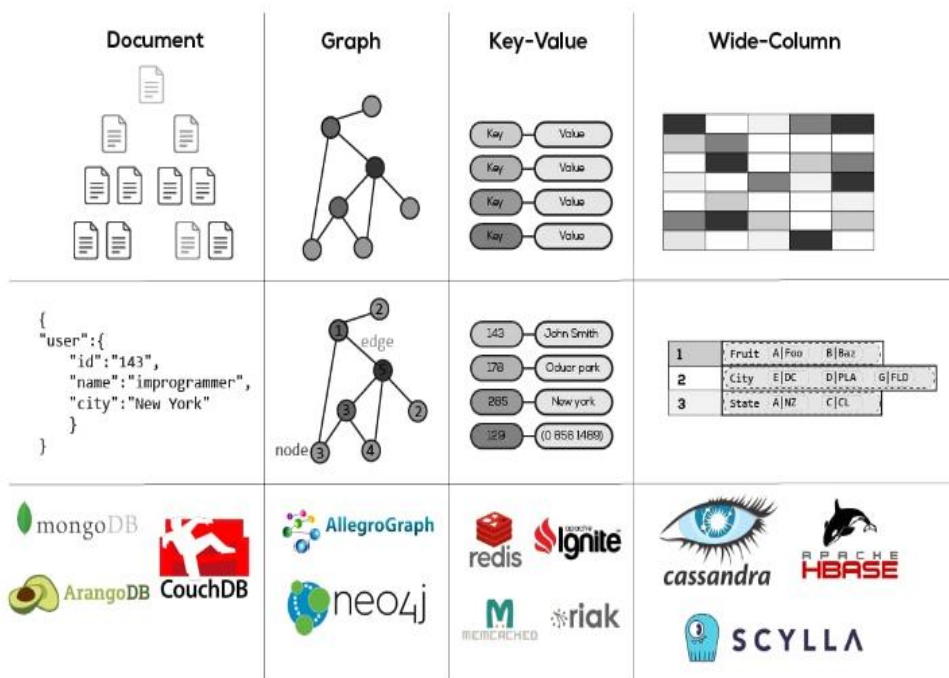 Document
Graph
Key-Value
Wide-Column
Key Value
Key Value
Key Value
Key Value
{
"user":{
"id":"143",
"name":"improgrammer",
"city":"New York"
}
}
2
1
edge
5
3
2
node 3
4
143 John Smith
178 Oduor park
285 New york
129 (0 856 1489)
1 Fruit A|Foo B|Baz
2 City E|DC D|PLA G|FLD
3 State A|NZ C|CL
mongoDB
CouchDB
ArangoDB
AllegroGraph
neo4j
redis
apache
Ignite
MEMCACHED
riak
cassandra
APACHE
HBASE
SCYLLA